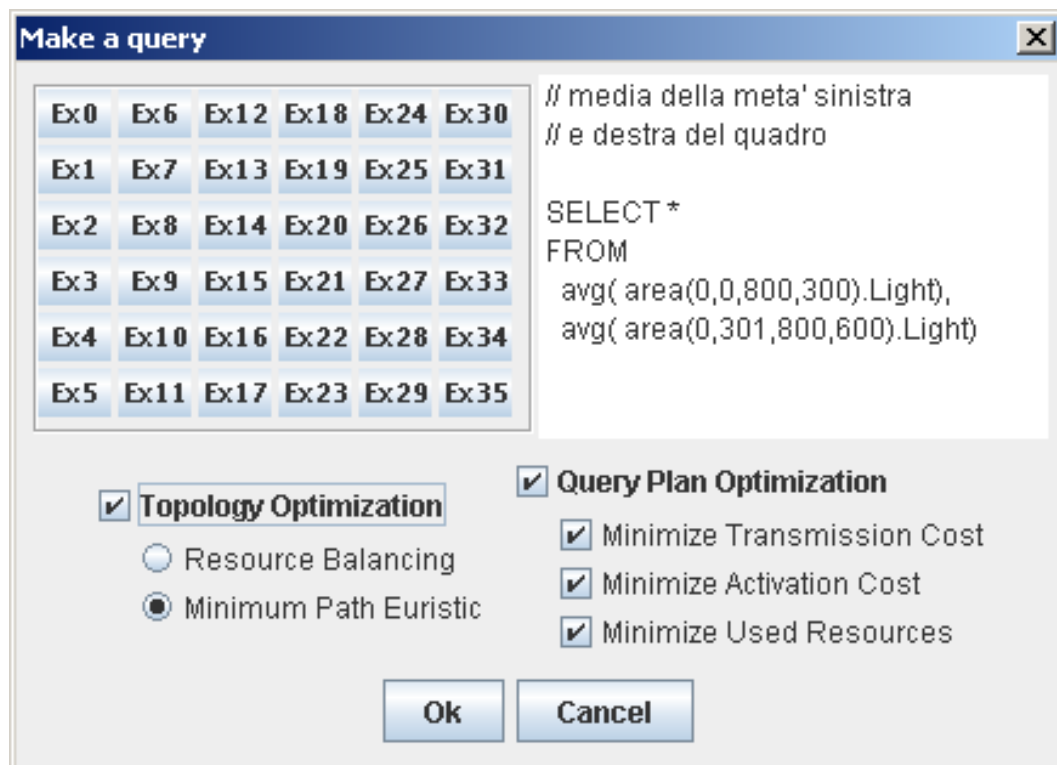 Make a query
Ex0 Ex6 Ex12 Ex18 Ex24 Ex30
Ex1 Ex7 Ex13 Ex19 Ex25 Ex31
Ex2 Ex8 Ex14 Ex20 Ex26 Ex32
Ex3 Ex9 Ex15 Ex21 Ex27 Ex33
Ex4 Ex10 Ex16 Ex22 Ex28 Ex34
Ex5 Ex11 Ex17 Ex23 Ex29 Ex35
// media della meta' sinistra
// e destra del quadro
SELECT *
FROM
avg( area(0,0,800,300).Light),
avg( area(0,301,800,600).Light)
Topology Optimization
Resource Balancing
Minimum Path Euristic
Query Plan Optimization
Minimize Transmission Cost
Minimize Activation Cost
Minimize Used Resources
Ok Cancel